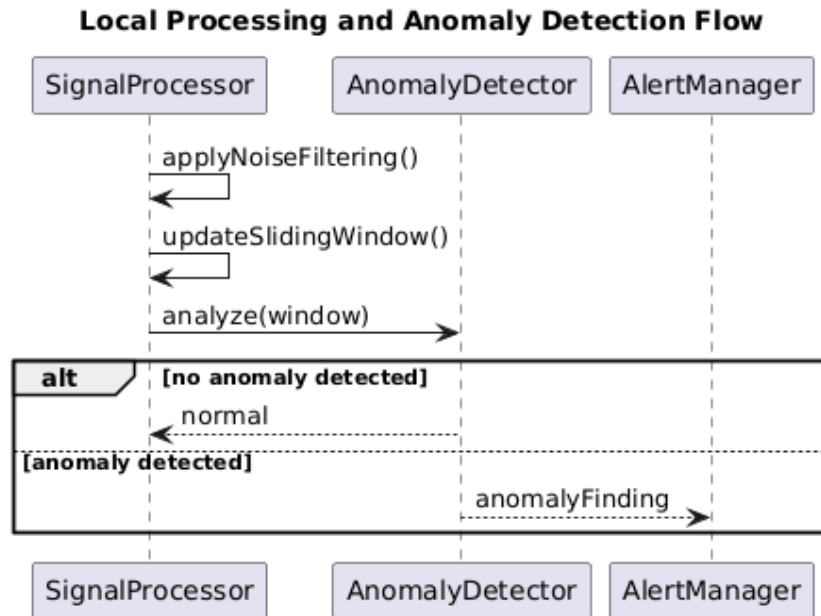 Local Processing and Anomaly Detection Flow
SignalProcessor AnomalyDetector AlertManager
applyNoiseFiltering()
updateSlidingWindow()
analyze(window)
alt [no anomaly detected]
normal
[anomaly detected]
anomalyFinding
SignalProcessor AnomalyDetector AlertManager